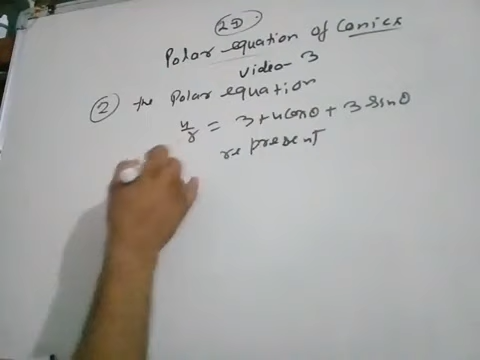 2D
Polar equation of Conics
video-3
② the Polar equation
4/r = 3+4cosθ + 3 sinθ
represent